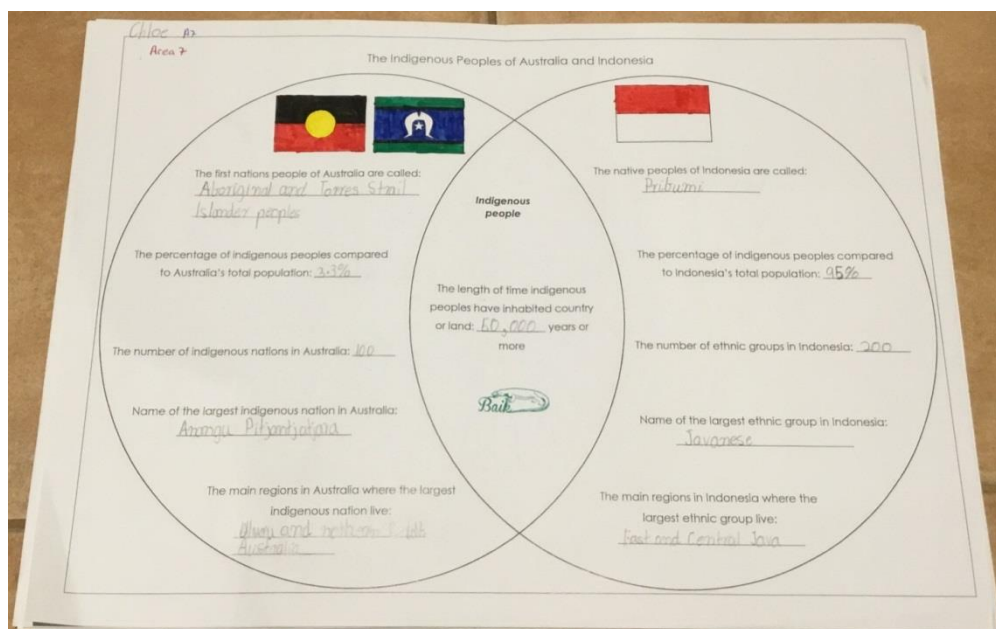 Chloe A2
Area 7
The Indigenous Peoples of Australia and Indonesia
The first nations people of Australia are called:
Aboriginal and Torres Strail
Islander peoples
The percentage of indigenous peoples compared
to Australia's total population: 3.3%
The number of indigenous nations in Australia: 100
Name of the largest indigenous nation in Australia:
Anangu Pitjantjatjara
The main regions in Australia where the largest
indigenous nation live:
Uluru and
Australia
Indigenous
people
The length of time indigenous
peoples have inhabited country
or land: 60,000 years or
more
Baik
The native peoples of Indonesia are called:
Pribumi
The percentage of indigenous peoples compared
to Indonesia's total population: 95%
The number of ethnic groups in Indonesia: 200
Name of the largest ethnic group in Indonesia:
Javanese
The main regions in Indonesia where the
largest ethnic group live:
East and Central Java